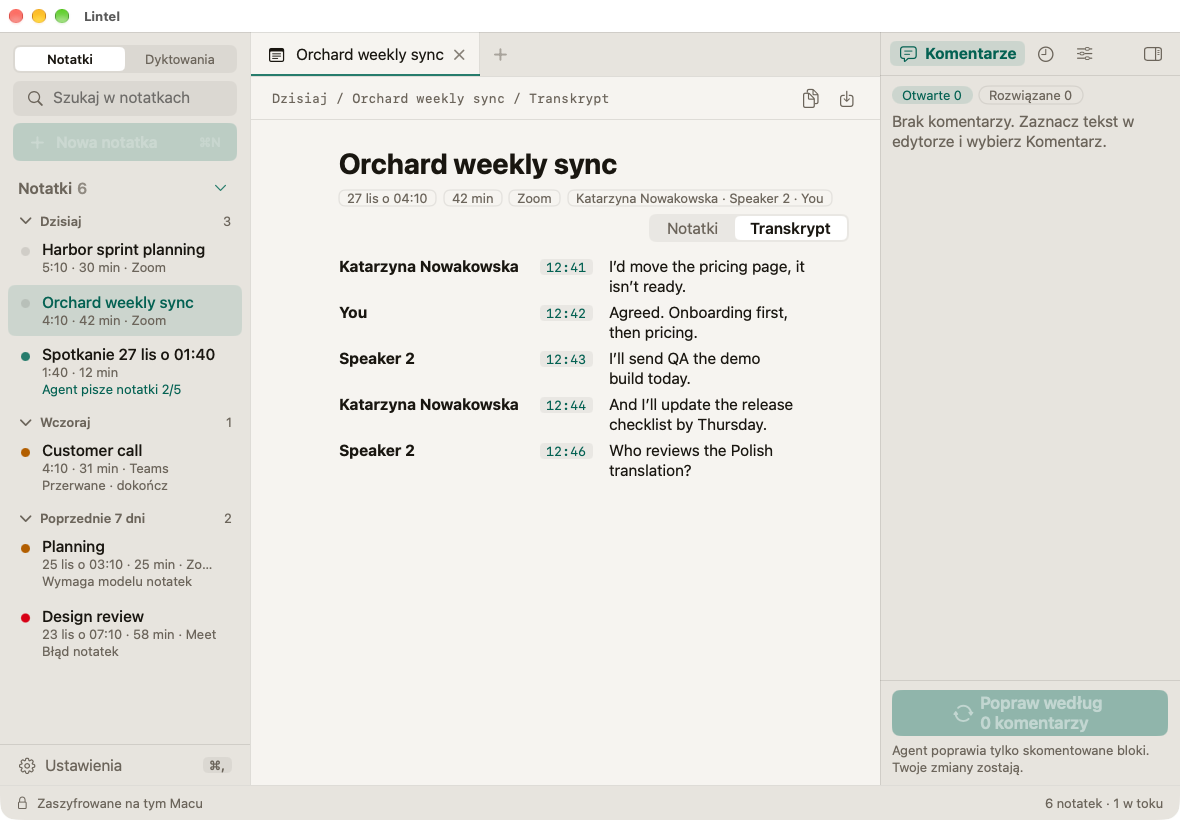 Lintel
Notatki
Dyktowania
Szukaj w notatkach
Nowa notatka ⌘N
Notatki 6
Dzisiaj 3
Harbor sprint planning
5:10 · 30 min · Zoom
Orchard weekly sync
4:10 · 42 min · Zoom
Spotkanie 27 lis o 01:40
1:40 · 12 min
Agent pisze notatki 2/5
Wczoraj 1
Customer call
4:10 · 31 min · Teams
Przerwane · dokończ
Poprzednie 7 dni 2
Planning
25 lis o 03:10 · 25 min · Zo…
Wymaga modelu notatek
Design review
23 lis o 07:10 · 58 min · Meet
Błąd notatek
Ustawienia ⌘,
Orchard weekly sync
Dzisiaj / Orchard weekly sync / Transkrypt
Orchard weekly sync
27 lis o 04:10 42 min Zoom Katarzyna Nowakowska · Speaker 2 · You
Notatki Transkrypt
Katarzyna Nowakowska 12:41 I’d move the pricing page, it
isn’t ready.
You 12:42 Agreed. Onboarding first,
then pricing.
Speaker 2 12:43 I’ll send QA the demo
build today.
Katarzyna Nowakowska 12:44 And I’ll update the release
checklist by Thursday.
Speaker 2 12:46 Who reviews the Polish
translation?
Komentarze
Otwarte 0 Rozwiązane 0
Brak komentarzy. Zaznacz tekst w
edytorze i wybierz Komentarz.
Popraw według
0 komentarzy
Agent poprawia tylko skomentowane bloki.
Twoje zmiany zostają.
Zaszyfrowane na tym Macu
6 notatek · 1 w toku